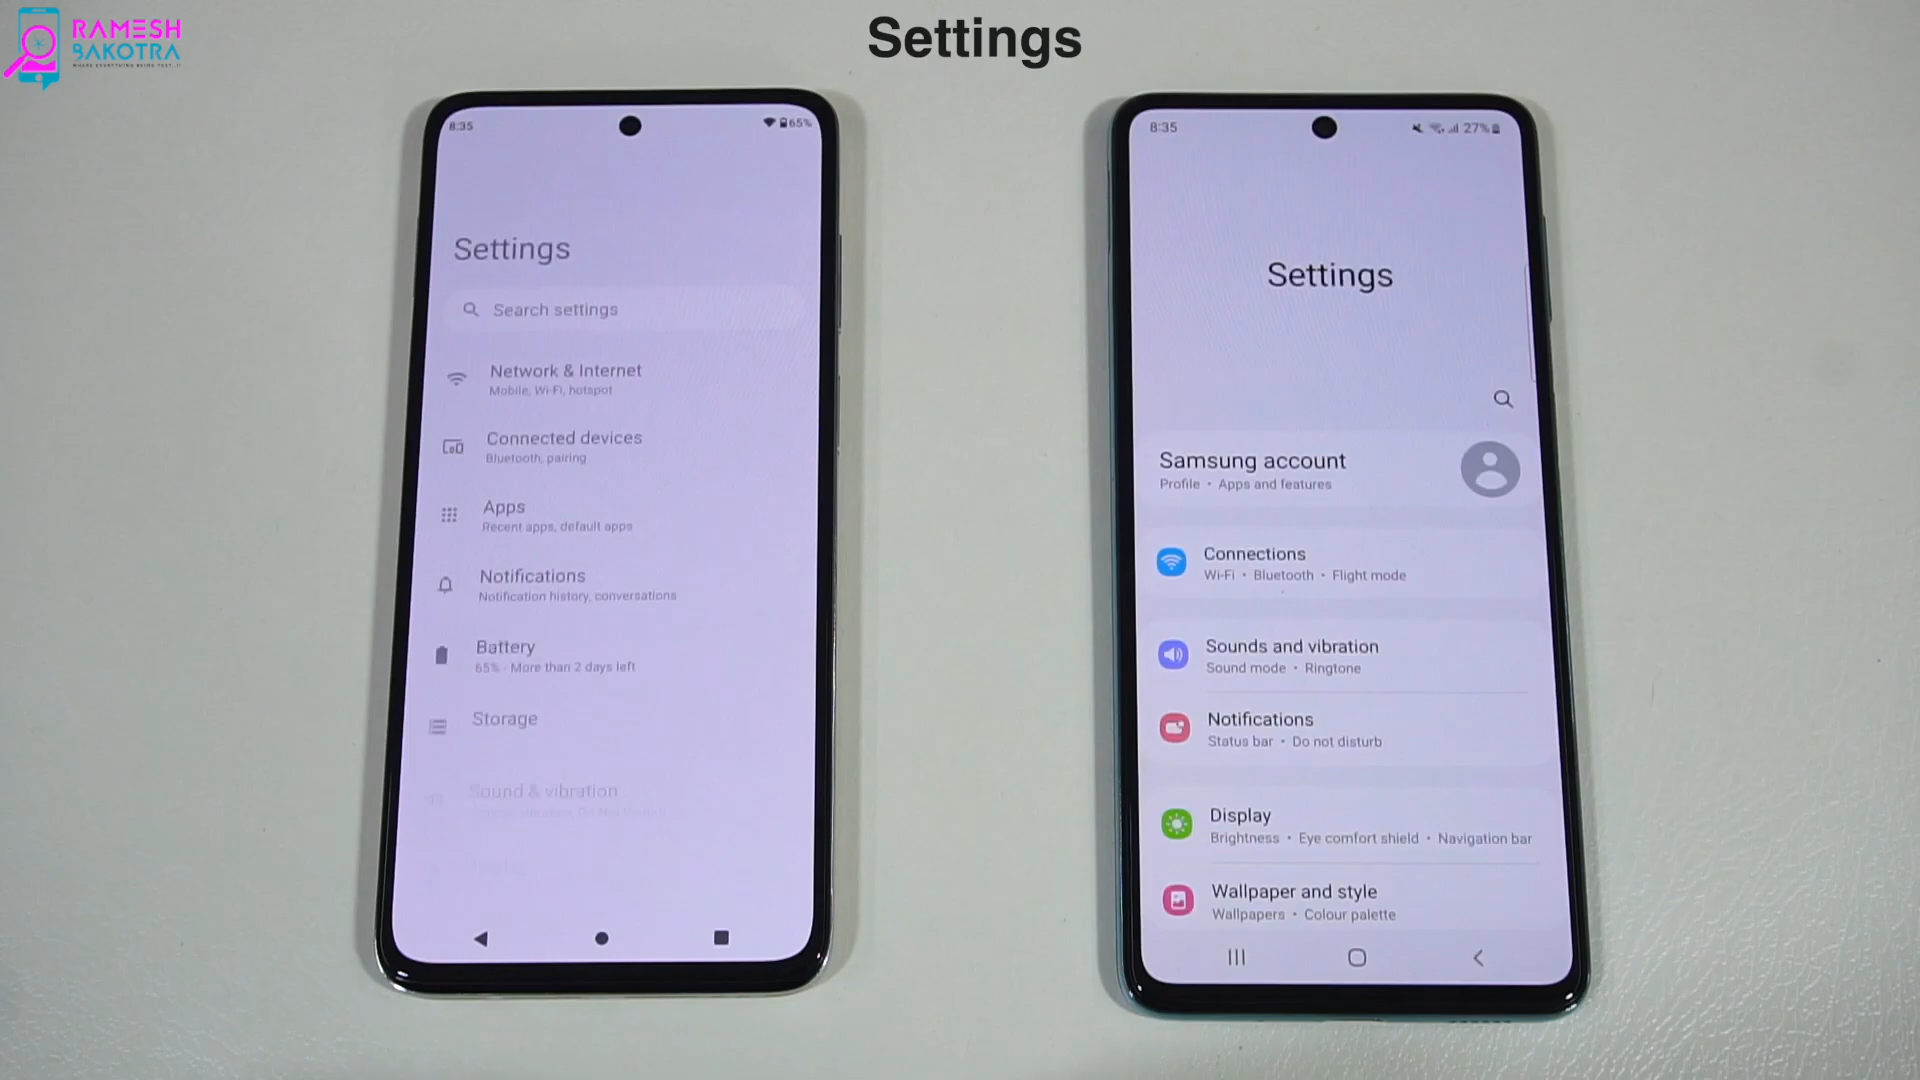 RAMESH
BAKOTRA
Settings
8:35
65%
Settings
Search settings
Network & Internet
Mobile, Wi-Fi, hotspot
Connected devices
Bluetooth, pairing
Apps
Recent apps, default apps
Notifications
Notification history, conversations
Battery
65% - More than 2 days left
Storage
Sound & vibration
8:35
27%
Settings
Samsung account
Profile • Apps and features
Connections
Wi-Fi • Bluetooth • Flight mode
Sounds and vibration
Sound mode • Ringtone
Notifications
Status bar • Do not disturb
Display
Brightness • Eye comfort shield • Navigation bar
Wallpaper and style
Wallpapers • Colour palette